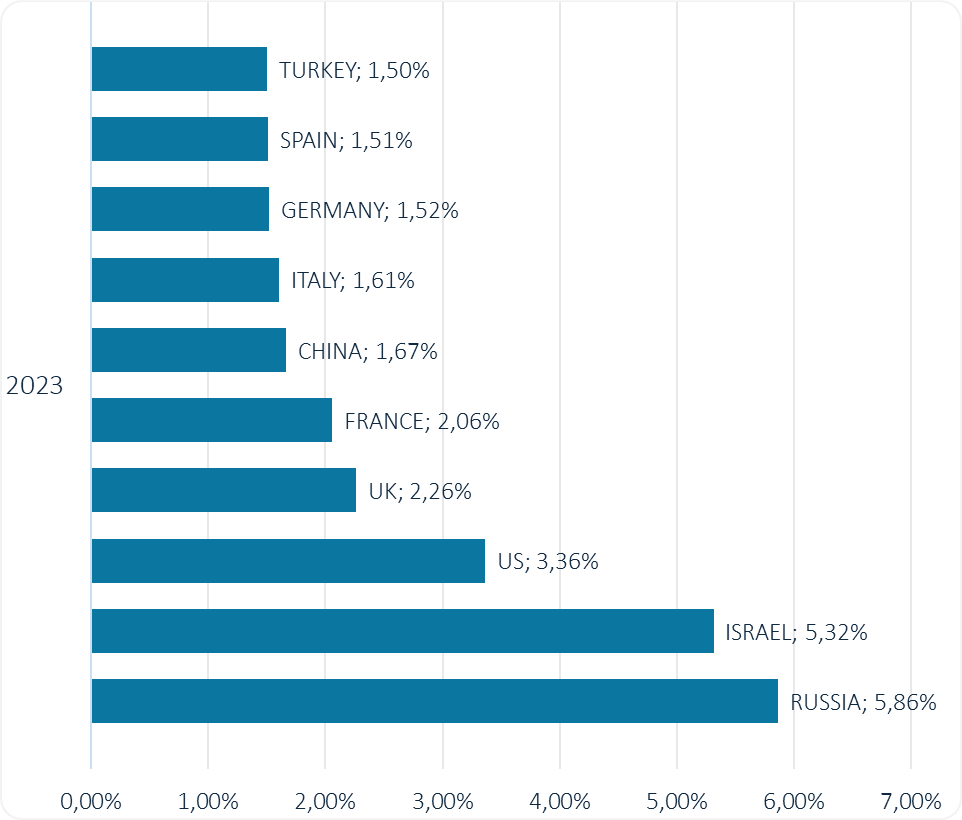 TURKEY; 1,50%
SPAIN; 1,51%
GERMANY; 1,52%
ITALY; 1,61%
CHINA; 1,67%
2023
FRANCE; 2,06%
UK; 2,26%
US; 3,36%
ISRAEL; 5,32%
RUSSIA; 5,86%
0,00% 1,00% 2,00% 3,00% 4,00% 5,00% 6,00% 7,00%